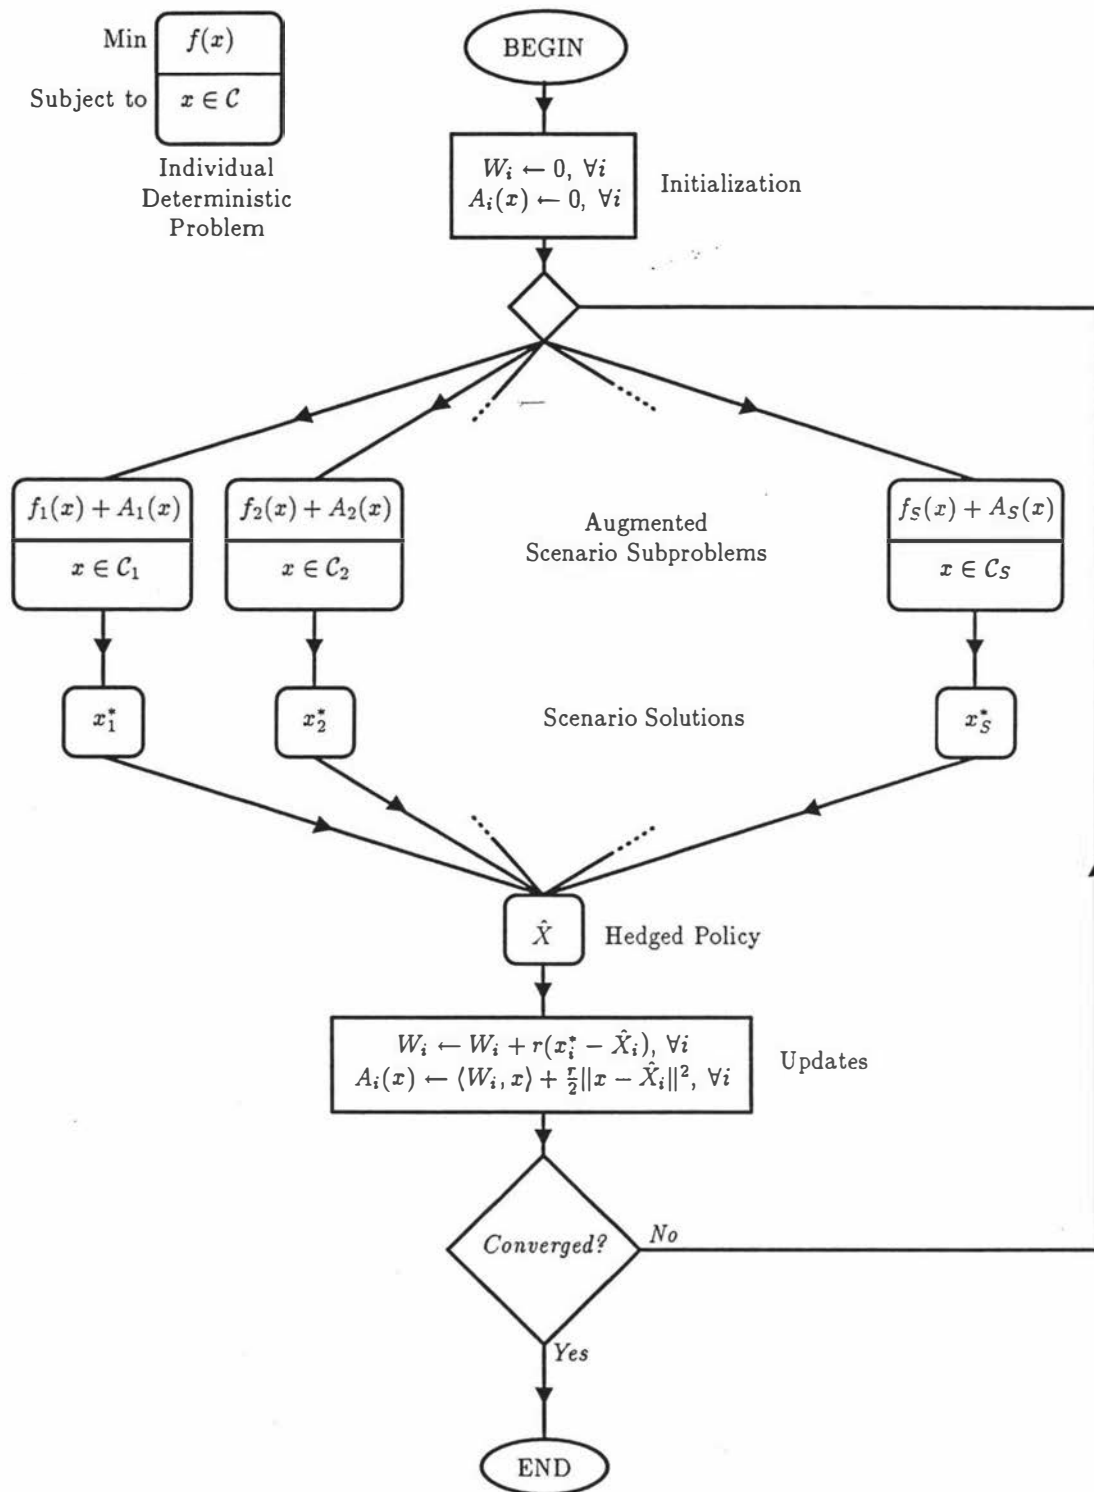 Min f(x)
Subject to x ∈ 𝒞
Individual
Deterministic
Problem
BEGIN
W_i ← 0, ∀i
A_i(x) ← 0, ∀i
Initialization
f_1(x) + A_1(x)
x ∈ 𝒞_1
f_2(x) + A_2(x)
x ∈ 𝒞_2
Augmented
Scenario Subproblems
f_S(x) + A_S(x)
x ∈ 𝒞_S
x_1^*
x_2^*
Scenario Solutions
x_S^*
X̂
Hedged Policy
W_i ← W_i + r(x_i^* − X̂_i), ∀i
A_i(x) ← ⟨W_i, x⟩ + r/2 ||x − X̂_i||², ∀i
Updates
Converged?
No
Yes
END